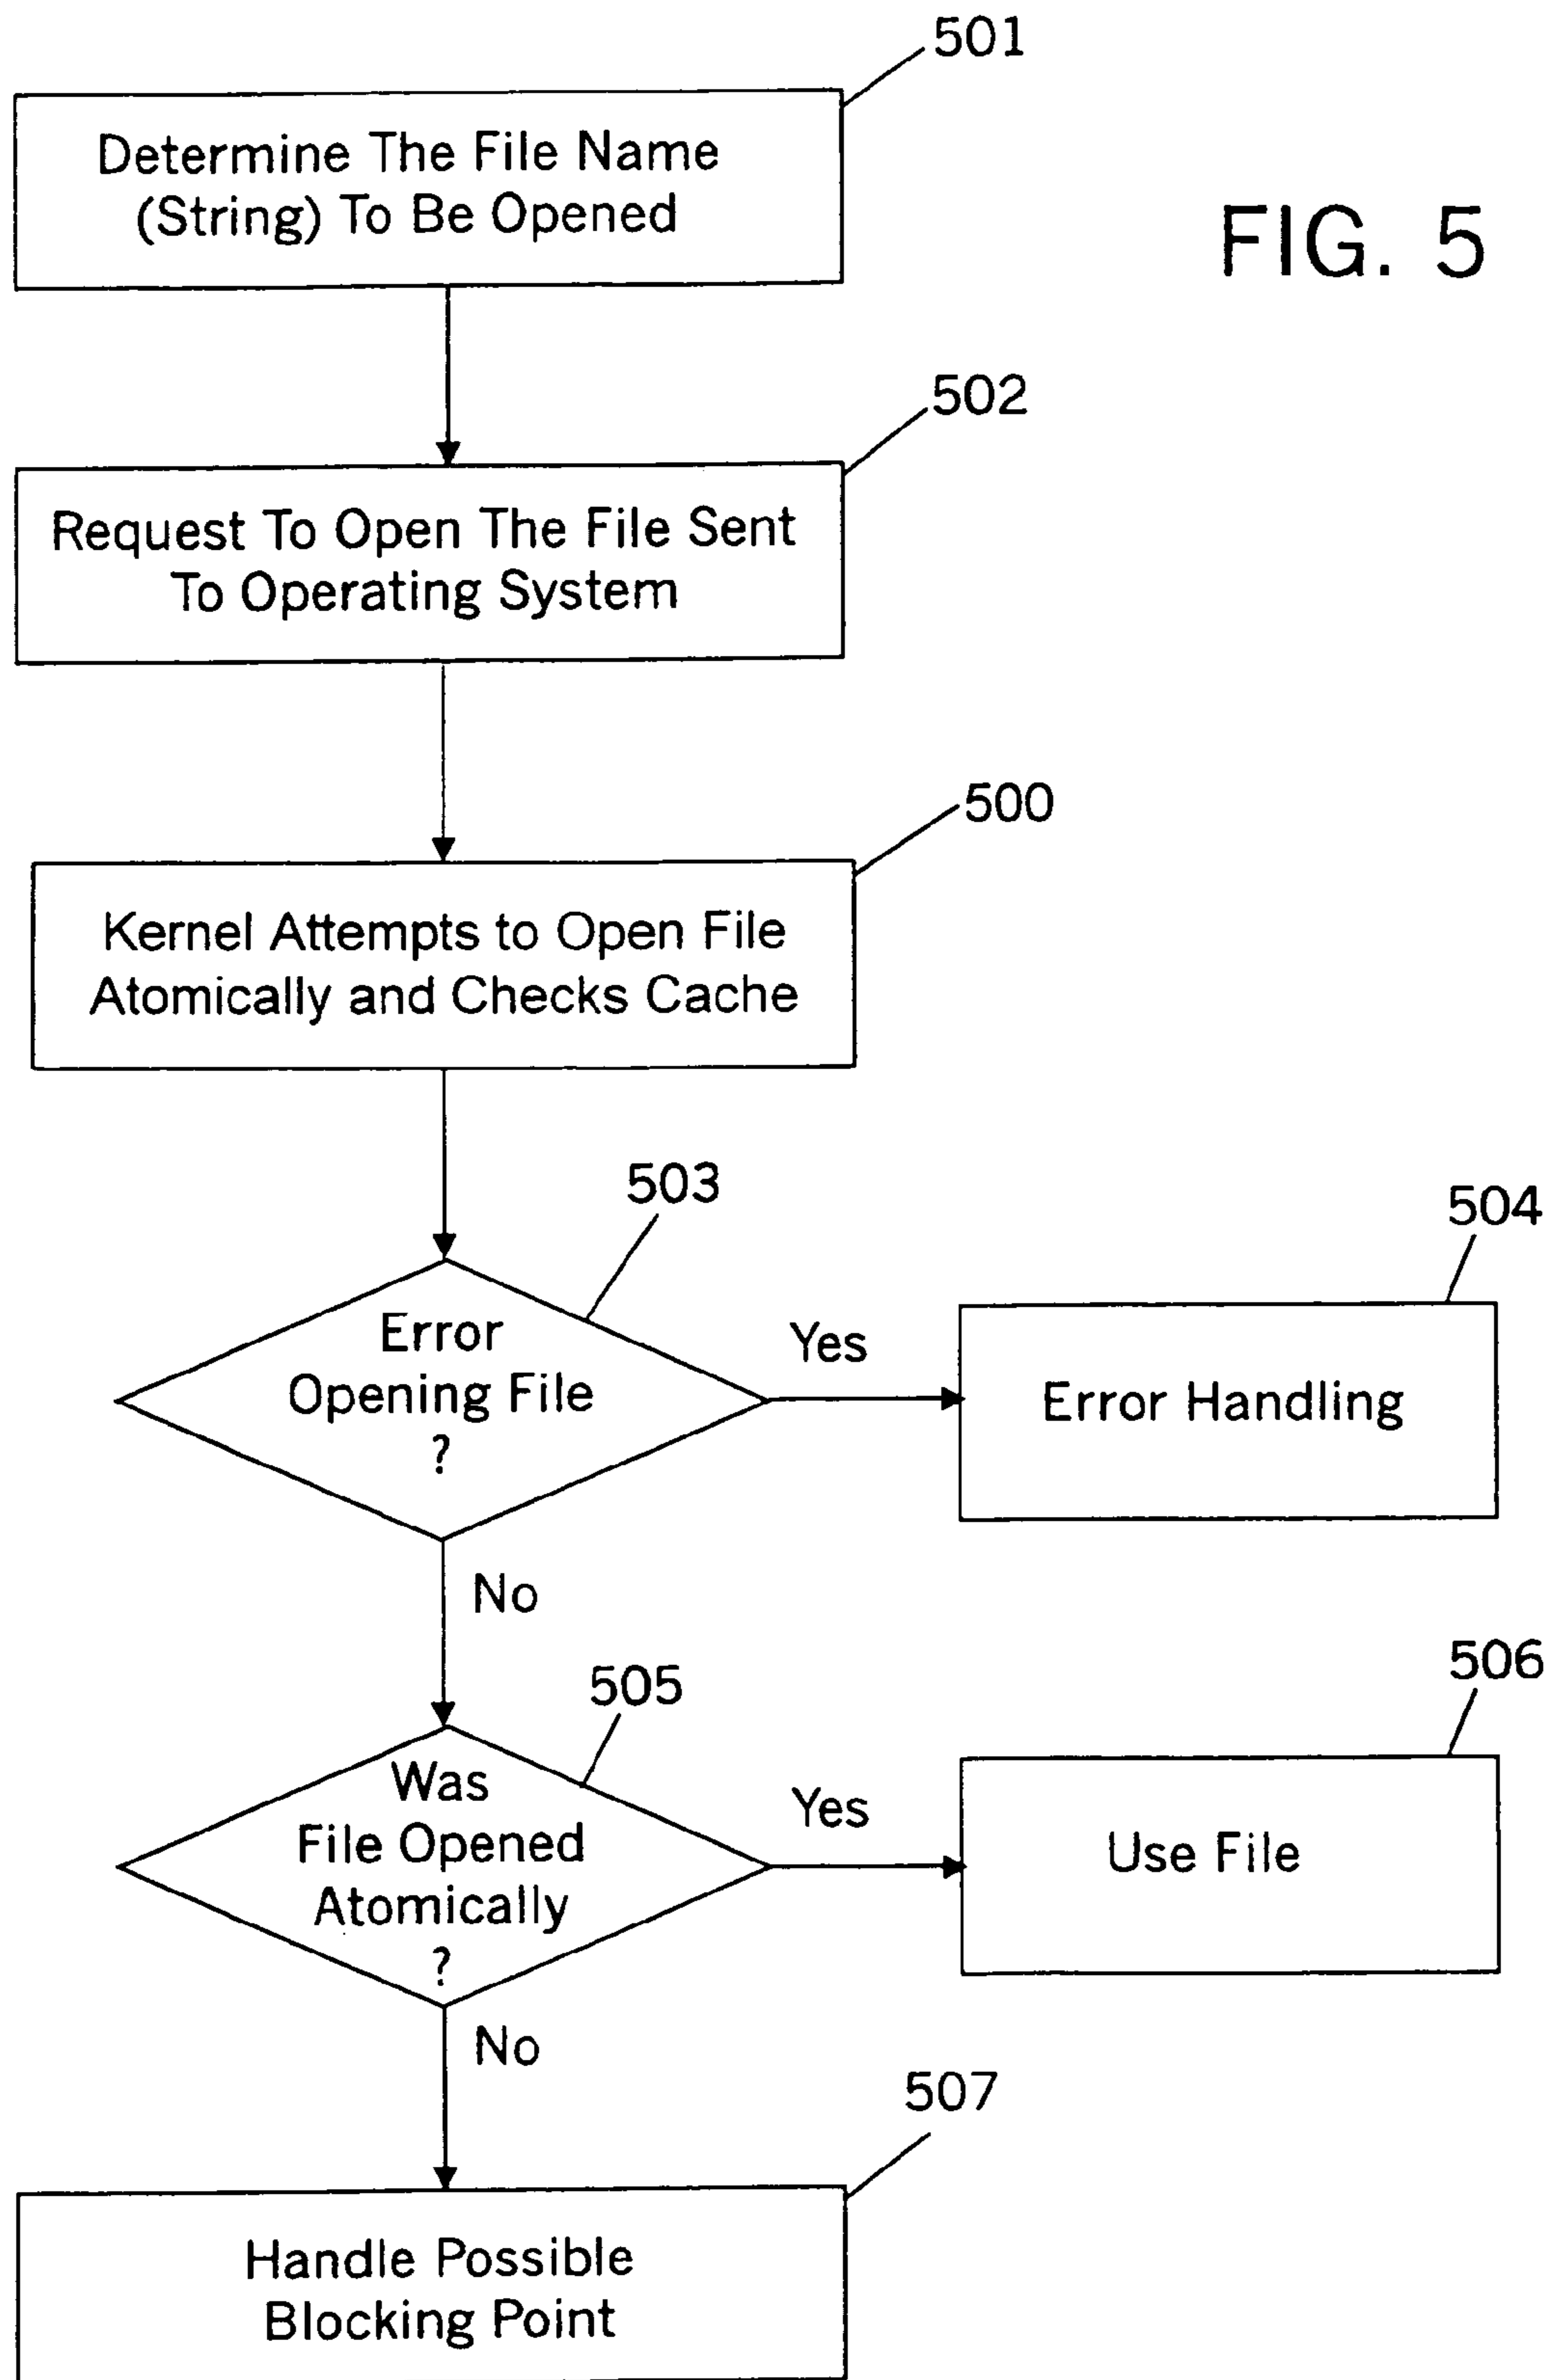 501
Determine The File Name
(String) To Be Opened
FIG. 5
502
Request To Open The File Sent
To Operating System
500
Kernel Attempts to Open File
Atomically and Checks Cache
503
Error
Opening File
?
Yes
504
Error Handling
No
505
Was
File Opened
Atomically
?
Yes
506
Use File
No
507
Handle Possible
Blocking Point